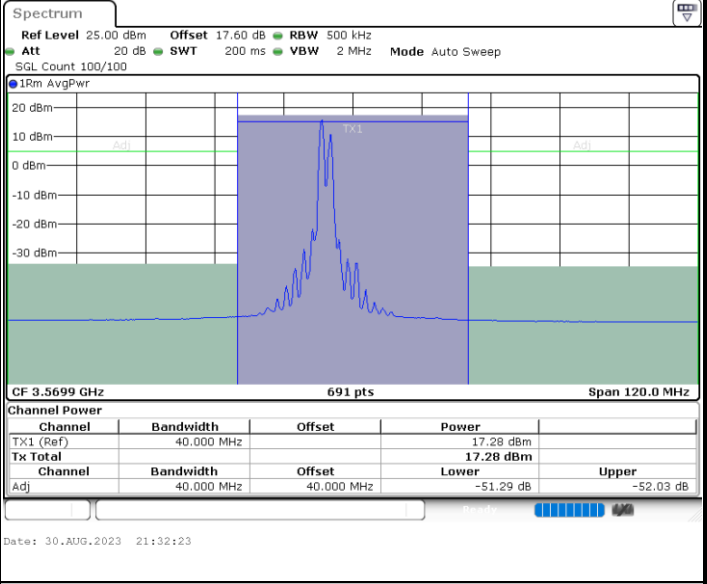 Spectrum
Ref Level 25.00 dBm Offset 17.60 dB RBW 500 kHz
Att 20 dB SWT 200 ms VBW 2 MHz Mode Auto Sweep
SGL Count 100/100
1Rm AvgPwr
20 dBm
TX1
10 dBm
Adj Adj
0 dBm
-10 dBm
-20 dBm
-30 dBm
CF 3.5699 GHz 691 pts Span 120.0 MHz
Channel Power
Channel Bandwidth Offset Power
TX1 (Ref) 40.000 MHz 17.28 dBm
Tx Total 17.28 dBm
Channel Bandwidth Offset Lower Upper
Adj 40.000 MHz 40.000 MHz -51.29 dB -52.03 dB
Ready
Date: 30.AUG.2023 21:32:23